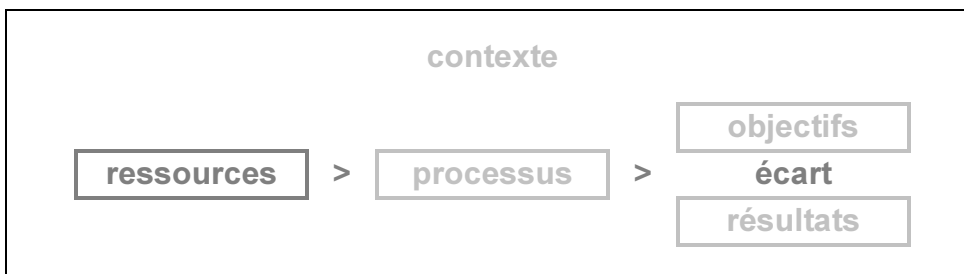 contexte
objectifs
ressources > processus > écart
résultats